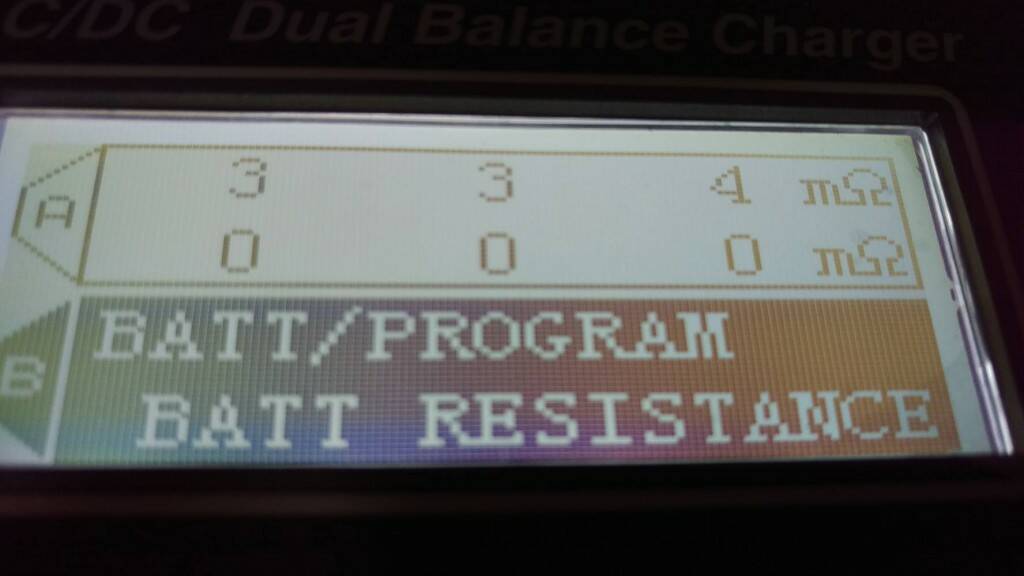 C/DC Dual Balance Charger
A
3 3 4 mΩ
0 0 0 mΩ
B
BATT/PROGRAM
BATT RESISTANCE